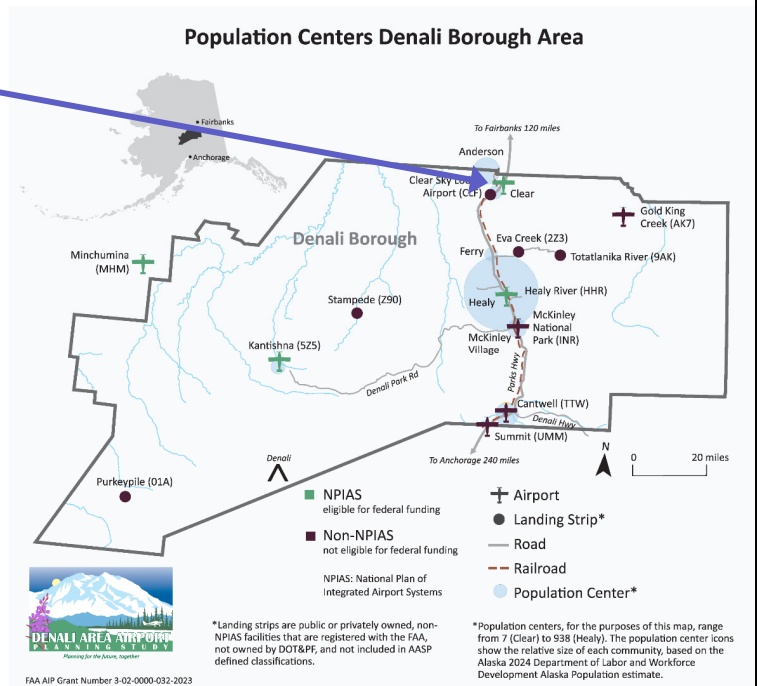 Population Centers Denali Borough Area
Fairbanks
Anchorage
To Fairbanks 120 miles
Anderson
Clear Sky
Airport (CLF)
Clear
Gold King
Creek (AK7)
Eva Creek (2Z3)
Totatlanika River (9AK)
Denali Borough
Ferry
Minchumina
(MHM)
Healy River (HHR)
Healy
Stampede (Z90)
McKinley
National
Park (INR)
McKinley
Village
Kantishna (5Z5)
Denali Park Rd
Parks Hwy
Cantwell (TTW)
Denali Hwy
Summit (UMM)
To Anchorage 240 miles
N
0 20 miles
Denali
Purkeypile (01A)
NPIAS
eligible for federal funding
Non-NPIAS
not eligible for federal funding
NPIAS: National Plan of
Integrated Airport Systems
Airport
Landing Strip*
Road
Railroad
Population Center*
DENALI AREA AIRPORT
PLANNING STUDY
Planning for the future, together
*Landing strips are public or privately owned, non-
NPIAS facilities that are registered with the FAA,
not owned by DOT&PF, and not included in AASP
defined classifications.
*Population centers, for the purposes of this map, range
from 7 (Clear) to 938 (Healy). The population center icons
show the relative size of each community, based on the
Alaska 2024 Department of Labor and Workforce
Development Alaska Population estimate.
FAA AIP Grant Number 3-02-0000-032-2023